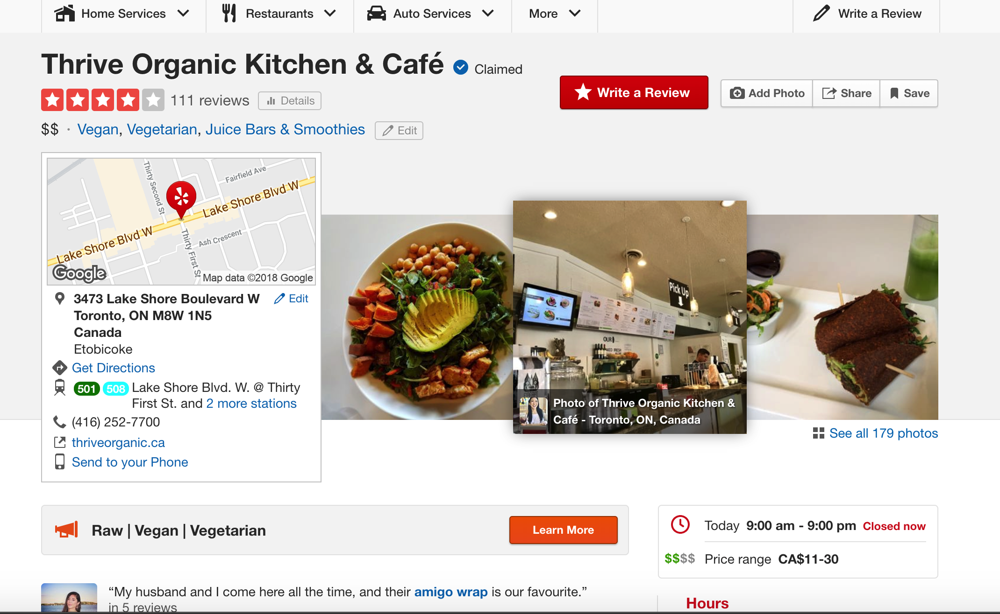 Home Services
Restaurants
Auto Services
More
Write a Review
Thrive Organic Kitchen & Café
Claimed
111 reviews
Details
Write a Review
Add Photo
Share
Save
$$ · Vegan, Vegetarian, Juice Bars & Smoothies
Edit
Thirty Second St
Fairfield Ave
Lake Shore Blvd W
Lake Shore Blvd W
Ash Crescent
Thirty First St
Google
Map data ©2018 Google
3473 Lake Shore Boulevard W
Edit
Toronto, ON M8W 1N5
Canada
Etobicoke
Get Directions
501 508 Lake Shore Blvd. W. @ Thirty
First St. and 2 more stations
(416) 252-7700
thriveorganic.ca
Send to your Phone
Pick Up
OUR
Photo of Thrive Organic Kitchen &
Café - Toronto, ON, Canada
See all 179 photos
Raw | Vegan | Vegetarian
Learn More
Today 9:00 am - 9:00 pm Closed now
$$$$ Price range CA$11-30
“My husband and I come here all the time, and their amigo wrap is our favourite.”
in 5 reviews
Hours